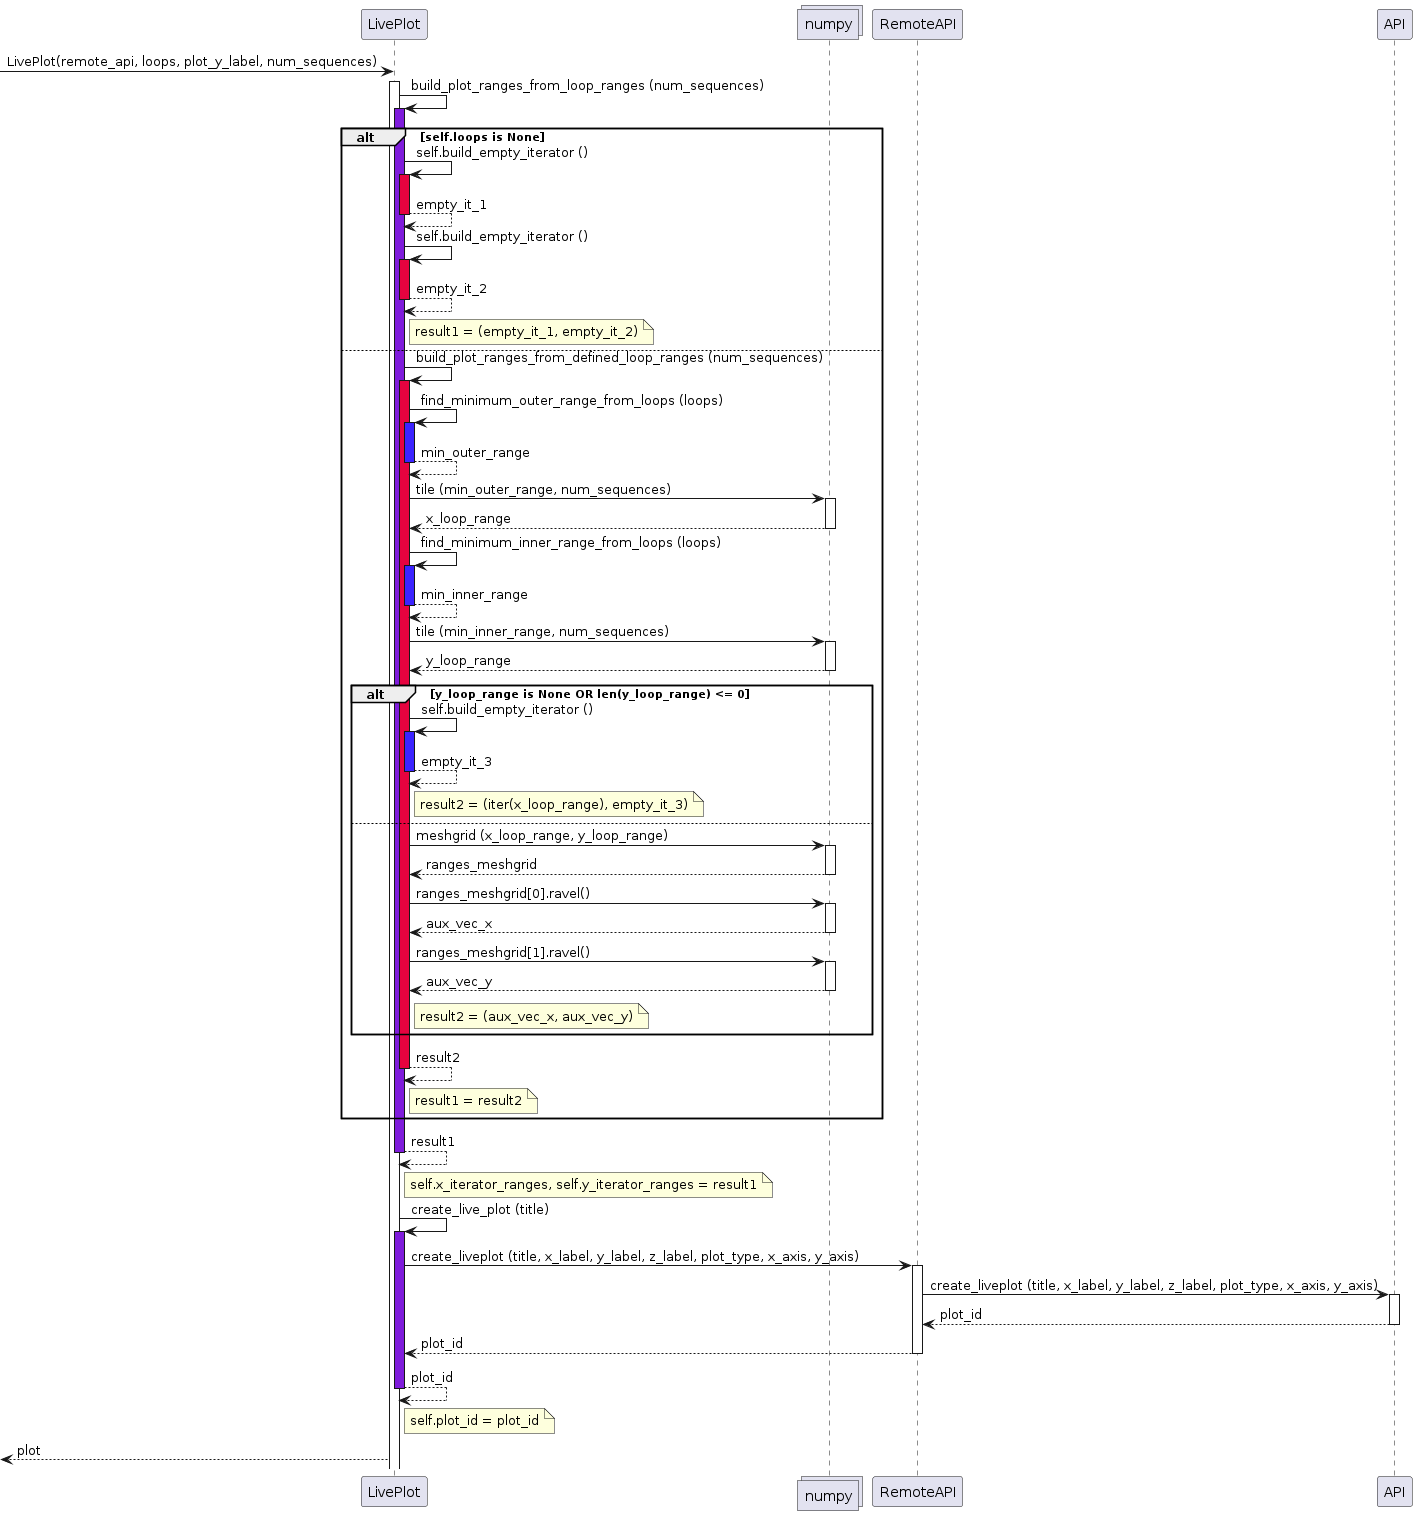 LivePlot
numpy
RemoteAPI
API
LivePlot(remote_api, loops, plot_y_label, num_sequences)
build_plot_ranges_from_loop_ranges (num_sequences)
alt
[self.loops is None]
self.build_empty_iterator ()
empty_it_1
self.build_empty_iterator ()
empty_it_2
result1 = (empty_it_1, empty_it_2)
build_plot_ranges_from_defined_loop_ranges (num_sequences)
find_minimum_outer_range_from_loops (loops)
min_outer_range
tile (min_outer_range, num_sequences)
x_loop_range
find_minimum_inner_range_from_loops (loops)
min_inner_range
tile (min_inner_range, num_sequences)
y_loop_range
alt
[y_loop_range is None OR len(y_loop_range) <= 0]
self.build_empty_iterator ()
empty_it_3
result2 = (iter(x_loop_range), empty_it_3)
meshgrid (x_loop_range, y_loop_range)
ranges_meshgrid
ranges_meshgrid[0].ravel()
aux_vec_x
ranges_meshgrid[1].ravel()
aux_vec_y
result2 = (aux_vec_x, aux_vec_y)
result2
result1 = result2
result1
self.x_iterator_ranges, self.y_iterator_ranges = result1
create_live_plot (title)
create_liveplot (title, x_label, y_label, z_label, plot_type, x_axis, y_axis)
create_liveplot (title, x_label, y_label, z_label, plot_type, x_axis, y_axis)
plot_id
plot_id
plot_id
self.plot_id = plot_id
plot
LivePlot
numpy
RemoteAPI
API